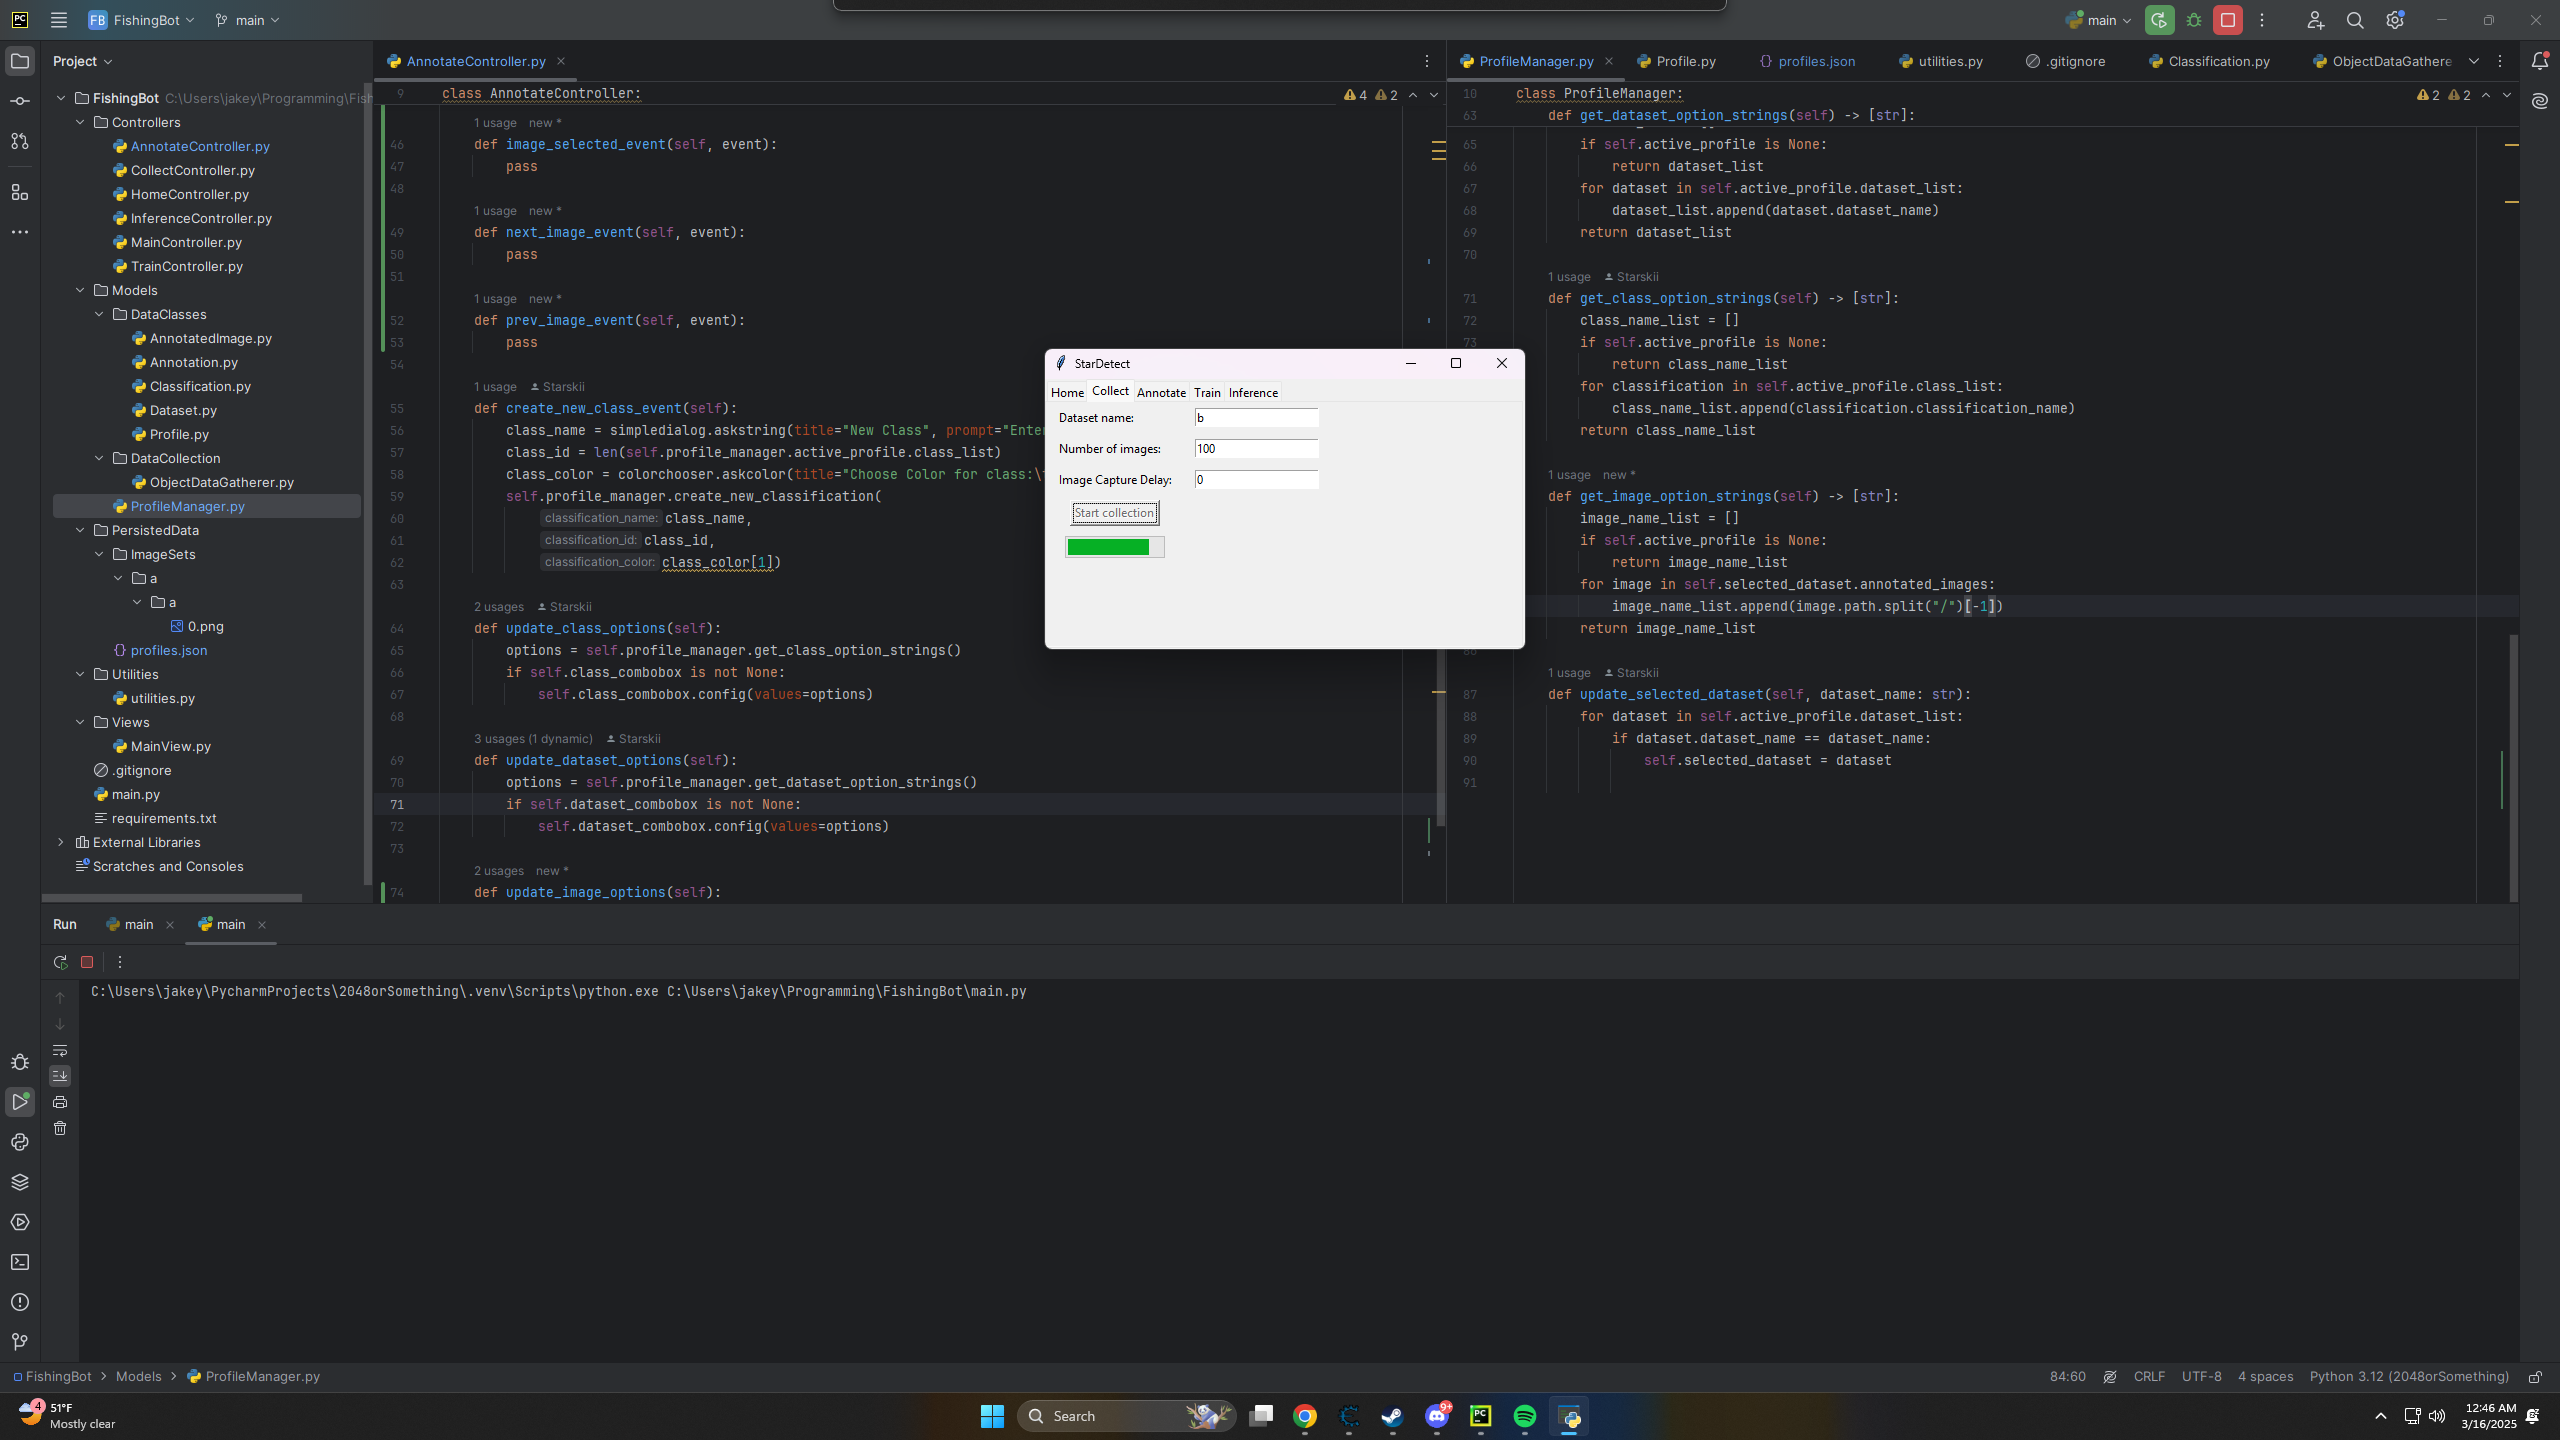 PC FB FishingBot main main
Project
FishingBot C:\Users\jakey\Programming\Fish
Controllers
AnnotateController.py
CollectController.py
HomeController.py
InferenceController.py
MainController.py
TrainController.py
Models
DataClasses
AnnotatedImage.py
Annotation.py
Classification.py
Dataset.py
Profile.py
DataCollection
ObjectDataGatherer.py
ProfileManager.py
PersistedData
ImageSets
a
a
0.png
profiles.json
Utilities
utilities.py
Views
MainView.py
.gitignore
main.py
requirements.txt
External Libraries
Scratches and Consoles
AnnotateController.py
9 class AnnotateController: 4 2
1 usage new *
46 def image_selected_event(self, event):
47 pass
48
1 usage new *
49 def next_image_event(self, event):
50 pass
51
1 usage new *
52 def prev_image_event(self, event):
53 pass
54
1 usage Starskii
55 def create_new_class_event(self):
56 class_name = simpledialog.askstring(title="New Class", prompt="Enter
57 class_id = len(self.profile_manager.active_profile.class_list)
58 class_color = colorchooser.askcolor(title="Choose Color for class:\
59 self.profile_manager.create_new_classification(
60 classification_name: class_name,
61 classification_id: class_id,
62 classification_color: class_color[1])
63
2 usages Starskii
64 def update_class_options(self):
65 options = self.profile_manager.get_class_option_strings()
66 if self.class_combobox is not None:
67 self.class_combobox.config(values=options)
68
3 usages (1 dynamic) Starskii
69 def update_dataset_options(self):
70 options = self.profile_manager.get_dataset_option_strings()
71 if self.dataset_combobox is not None:
72 self.dataset_combobox.config(values=options)
73
2 usages new *
74 def update_image_options(self):
ProfileManager.py Profile.py profiles.json utilities.py .gitignore Classification.py ObjectDataGathere
10 class ProfileManager: 2 2
63 def get_dataset_option_strings(self) -> [str]:
65 if self.active_profile is None:
66 return dataset_list
67 for dataset in self.active_profile.dataset_list:
68 dataset_list.append(dataset.dataset_name)
69 return dataset_list
70
1 usage Starskii
71 def get_class_option_strings(self) -> [str]:
72 class_name_list = []
73 if self.active_profile is None:
return class_name_list
for classification in self.active_profile.class_list:
class_name_list.append(classification.classification_name)
return class_name_list
1 usage new *
def get_image_option_strings(self) -> [str]:
image_name_list = []
if self.active_profile is None:
return image_name_list
for image in self.selected_dataset.annotated_images:
image_name_list.append(image.path.split("/")[-1])
return image_name_list
86
1 usage Starskii
87 def update_selected_dataset(self, dataset_name: str):
88 for dataset in self.active_profile.dataset_list:
89 if dataset.dataset_name == dataset_name:
90 self.selected_dataset = dataset
91
StarDetect
Home Collect Annotate Train Inference
Dataset name: b
Number of images: 100
Image Capture Delay: 0
Start collection
Run main main
C:\Users\jakey\PycharmProjects\2048orSomething\.venv\Scripts\python.exe C:\Users\jakey\Programming\FishingBot\main.py
FishingBot Models ProfileManager.py 84:60 CRLF UTF-8 4 spaces Python 3.12 (2048orSomething)
4 51°F
Mostly clear
Search
9+
PC
12:46 AM
3/16/2025